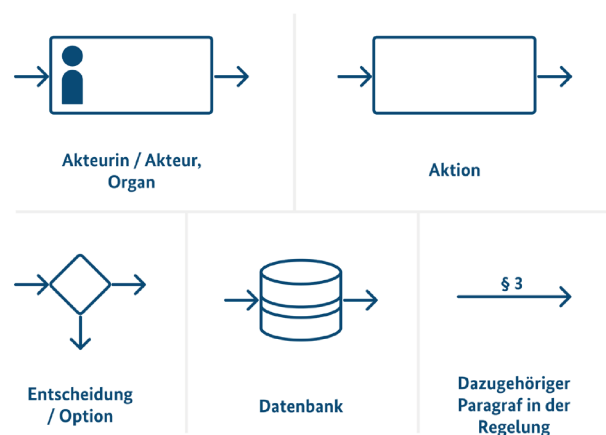 Akteurin / Akteur,
Organ
Aktion
§ 3
Entscheidung
/ Option
Datenbank
Dazugehöriger
Paragraf in der
Regelung